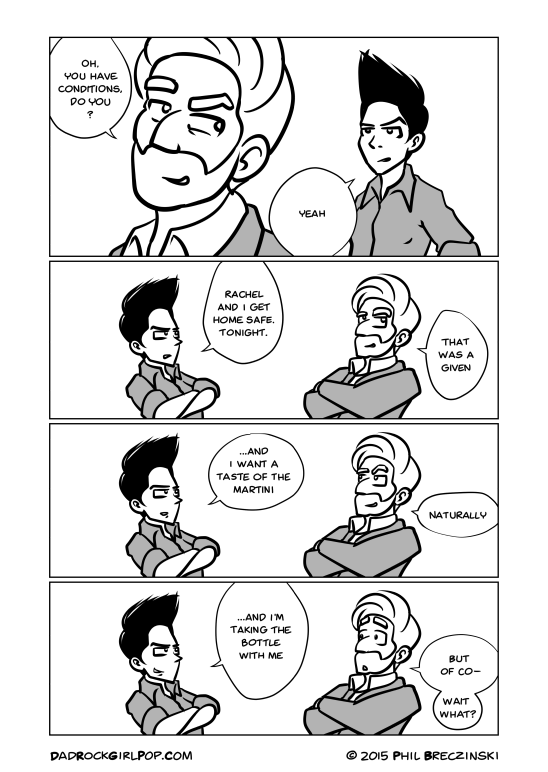 OH,
YOU HAVE
CONDITIONS,
DO YOU
?
YEAH
RACHEL
AND I GET
HOME SAFE.
TONIGHT.
THAT
WAS A
GIVEN
...AND
I WANT A
TASTE OF THE
MARTINI
NATURALLY
...AND I'M
TAKING THE
BOTTLE
WITH ME
BUT
OF CO—
WAIT
WHAT?
DADROCKGIRLPOP.COM
© 2015 PHIL BRECZINSKI